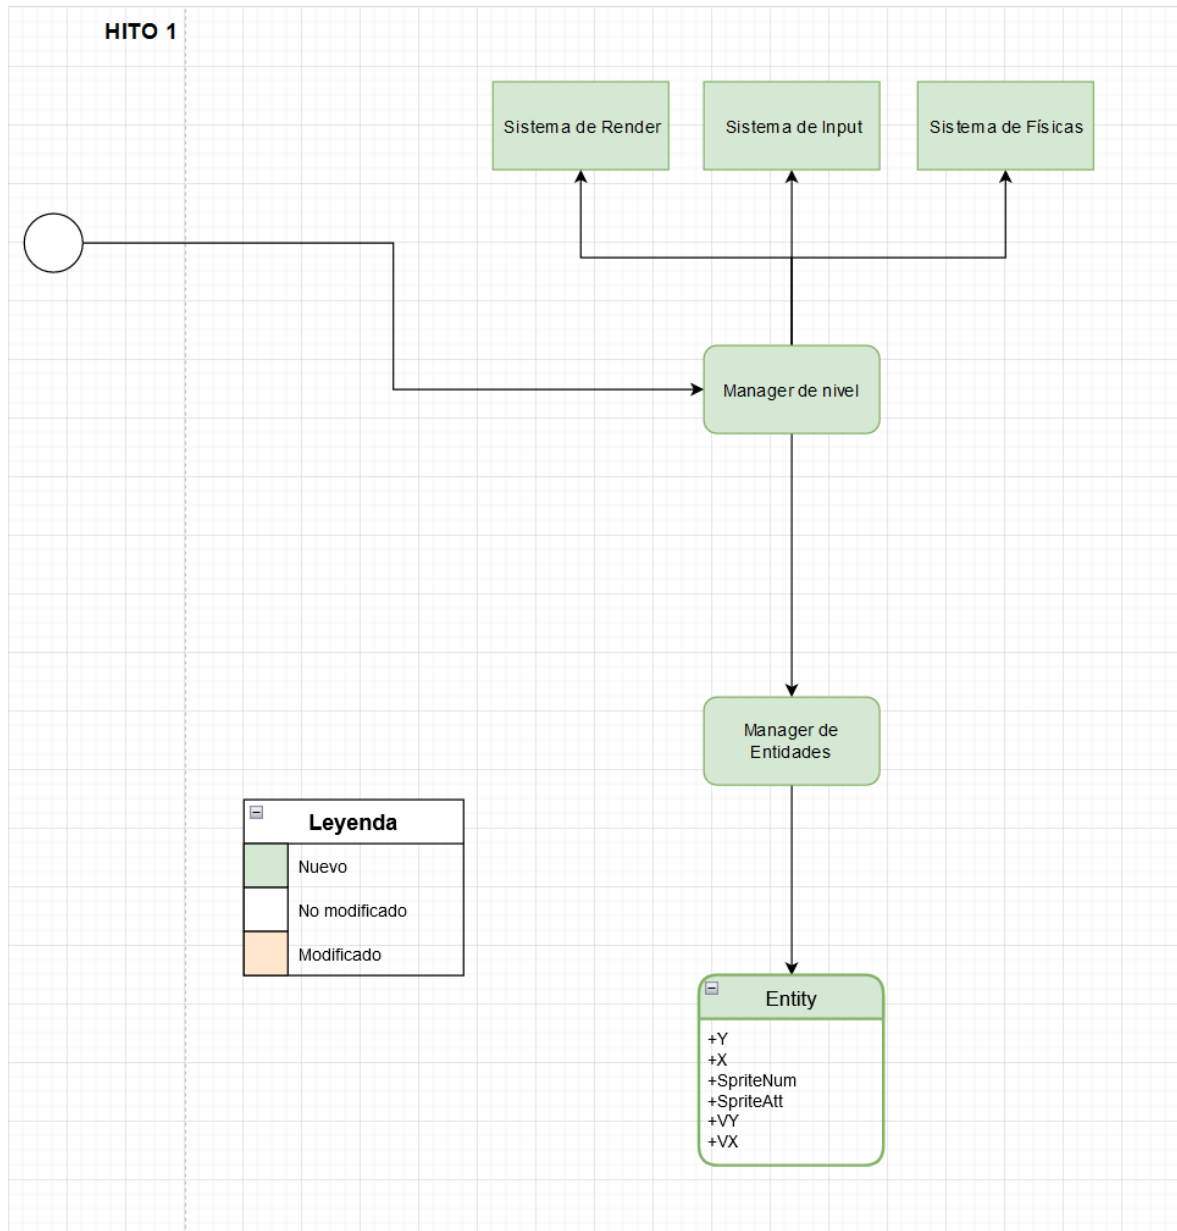 HITO 1
Sistema de Render
Sistema de Input
Sistema de Físicas
Manager de nivel
Manager de
Entidades
Leyenda
Nuevo
No modificado
Modificado
Entity
+Y
+X
+SpriteNum
+SpriteAtt
+VY
+VX